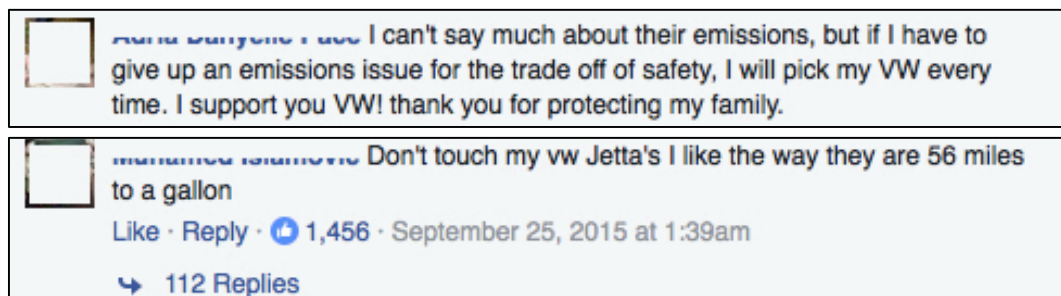 I can't say much about their emissions, but if I have to
give up an emissions issue for the trade off of safety, I will pick my VW every
time. I support you VW! thank you for protecting my family.
Don't touch my vw Jetta's I like the way they are 56 miles
to a gallon
Like · Reply · 1,456 · September 25, 2015 at 1:39am
112 Replies